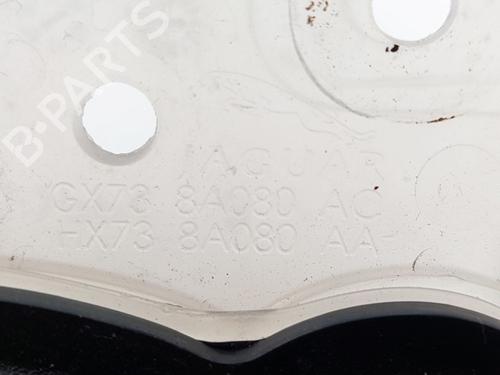 B-PARTS
JAGUAR
GX73 8A080 AC
HX73 8A080 AA